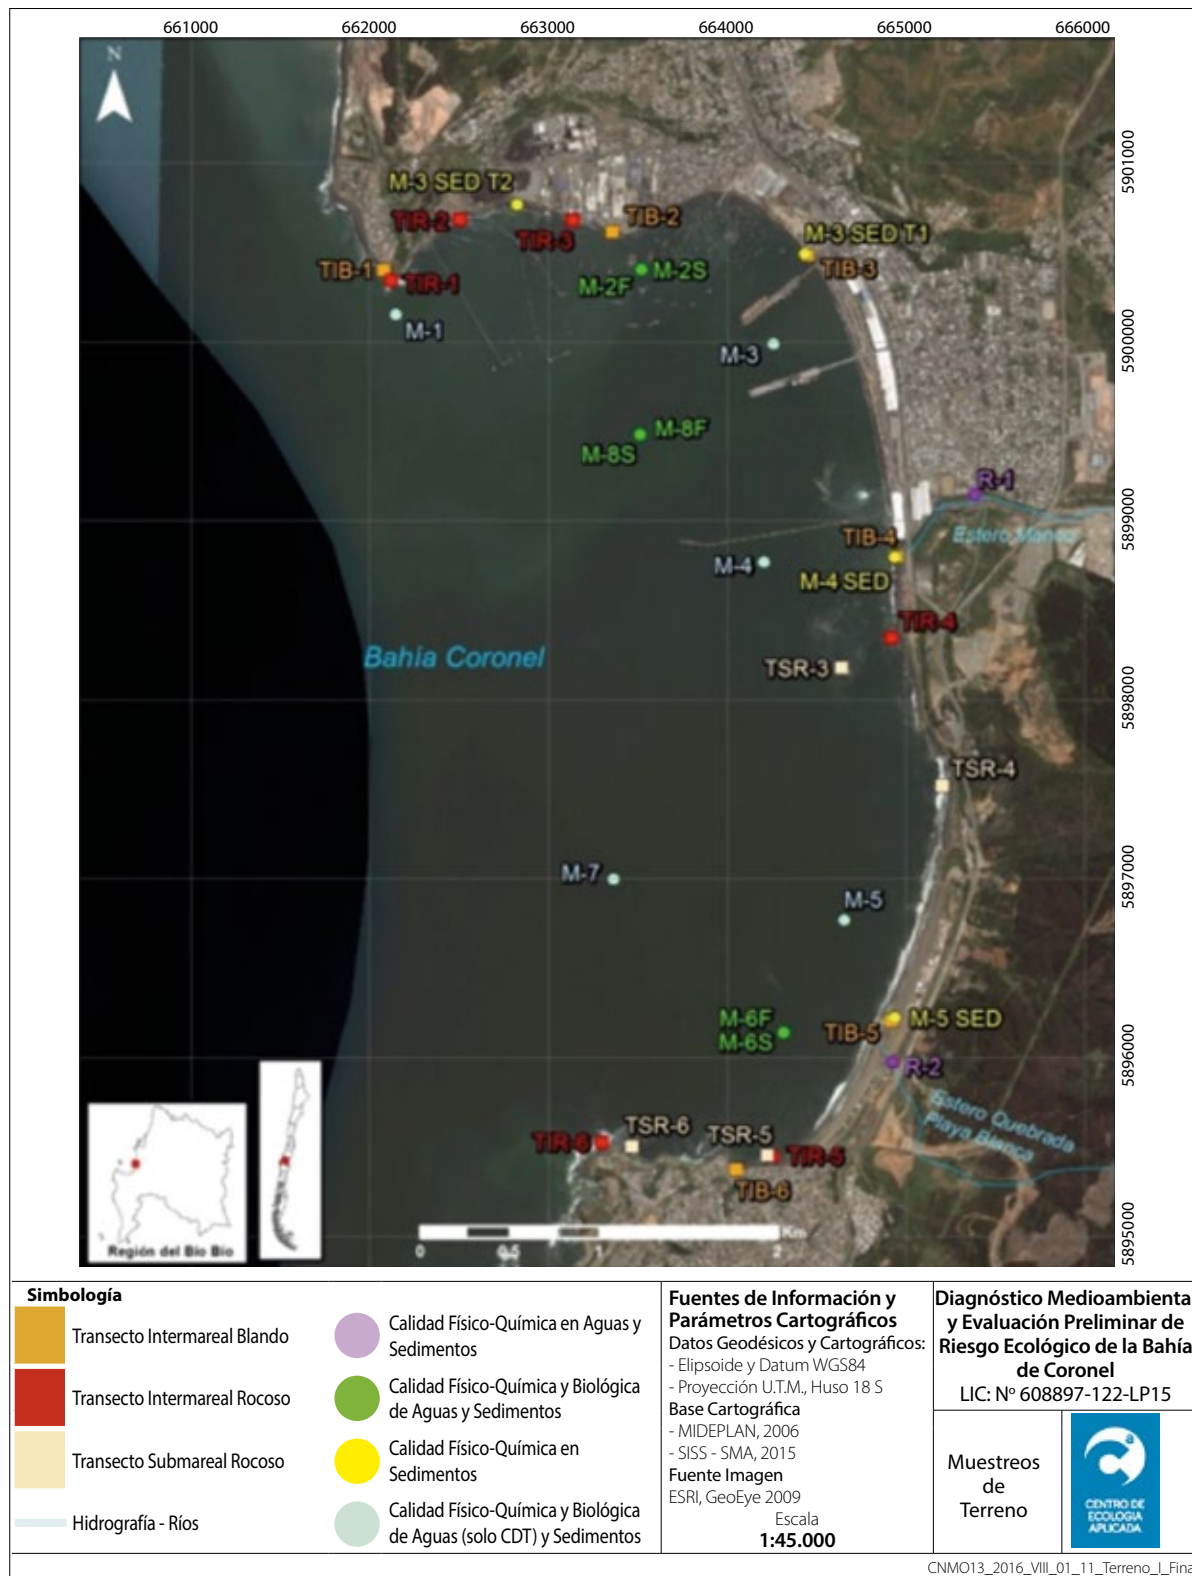 661000 662000 663000 664000 665000 666000
N
5901000
5900000
5899000
5898000
5897000
5896000
5895000
M-3 SED T2
TIR-2
TIR-3
TIB-2
M-3 SED T1
TIB-3
TIB-1
TIR-1
M-2S
M-2F
M-1
M-3
M-8F
M-8S
R-1
Estero Manco
TIB-4
M-4
M-4 SED
TIR-4
Bahia Coronel
TSR-3
TSR-4
M-7
M-5
M-6F
M-6S
TIB-5
M-5 SED
R-2
Estero Quebrada
Playa Blanca
TIR-6
TSR-6
TSR-5
TIR-5
TIB-6
Región del Bío Bío
Km
0 0.5 1 2
Simbología
Transecto Intermareal Blando
Transecto Intermareal Rocoso
Transecto Submareal Rocoso
Hidrografía - Ríos
Calidad Físico-Química en Aguas y
Sedimentos
Calidad Físico-Química y Biológica
de Aguas y Sedimentos
Calidad Físico-Química en
Sedimentos
Calidad Físico-Química y Biológica
de Aguas (solo CDT) y Sedimentos
Fuentes de Información y
Parámetros Cartográficos
Datos Geodésicos y Cartográficos:
- Elipsoide y Datum WGS84
- Proyección U.T.M., Huso 18 S
Base Cartográfica
- MIDEPLAN, 2006
- SISS - SMA, 2015
Fuente Imagen
ESRI, GeoEye 2009
Escala
1:45.000
Diagnóstico Medioambienta
y Evaluación Preliminar de
Riesgo Ecológico de la Bahía
de Coronel
LIC: Nº 608897-122-LP15
Muestreos
de
Terreno
CENTRO DE
ECOLOGIA
APLICADA
CNMO13_2016_VIII_01_11_Terreno_I_Fina